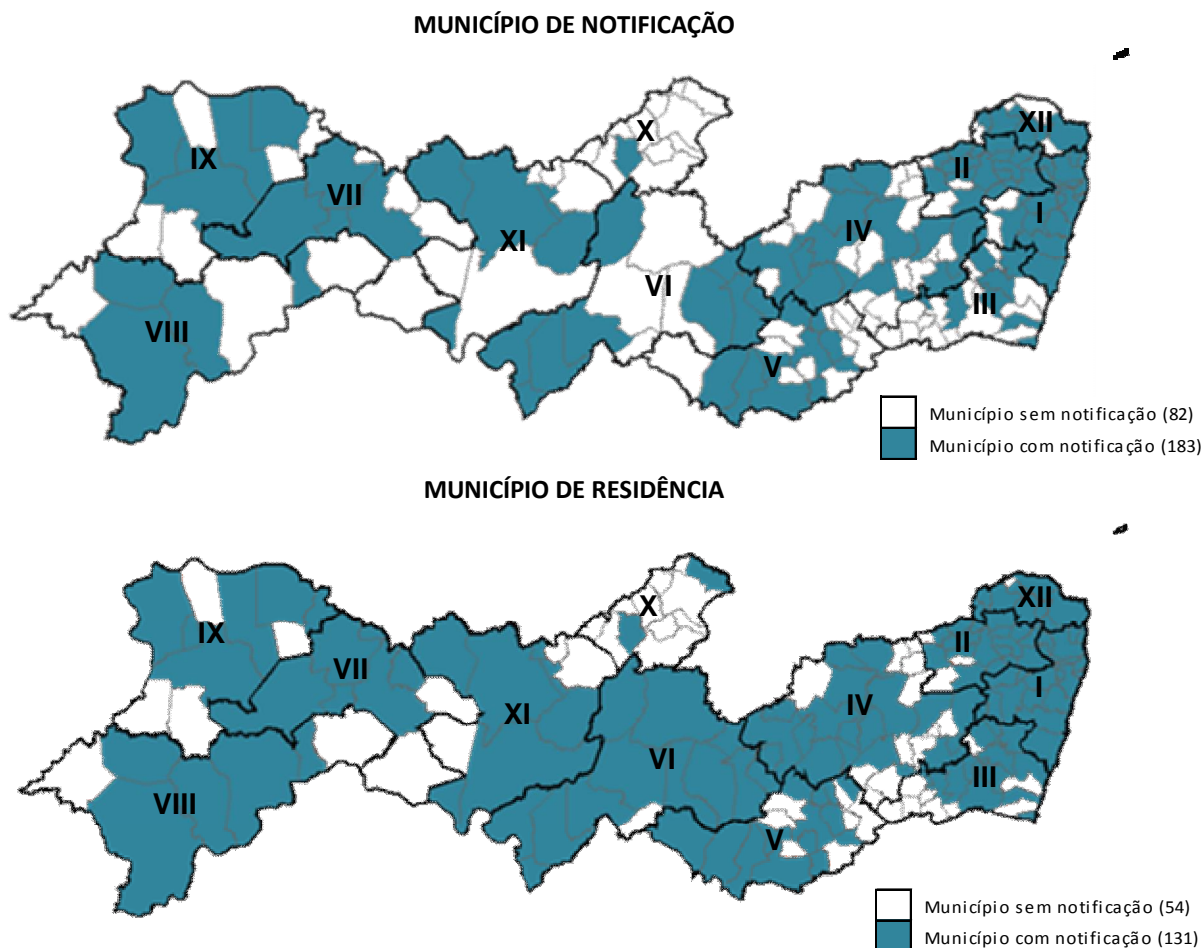 MUNICÍPIO DE NOTIFICAÇÃO
X
XII
IX
II
VII
I
IV
XI
VI
III
VIII
V
Município sem notificação (82)
Município com notificação (183)
MUNICÍPIO DE RESIDÊNCIA
X
XII
IX
II
VII
I
IV
XI
VI
III
VIII
V
Município sem notificação (54)
Município com notificação (131)